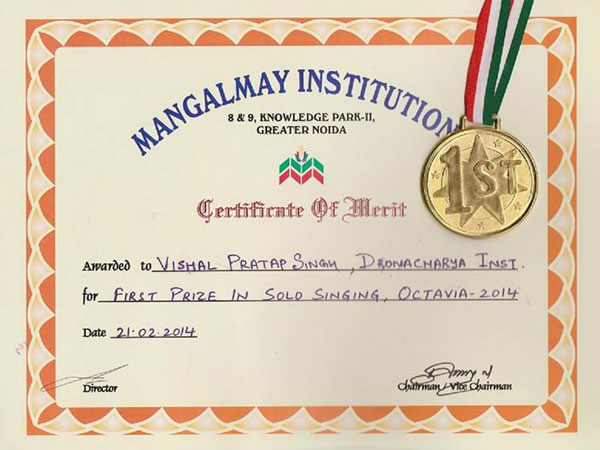 MANGALMAY INSTITUTION
8 & 9, KNOWLEDGE PARK-II,
GREATER NOIDA
Certificate Of Merit
1ST
Awarded to VISHAL PRATAP SINGH, DRONACHARYA INST.
for FIRST PRIZE IN SOLO SINGING, OCTAVIA-2014
Date 21.02.2014
Director
Chairman / Vice Chairman